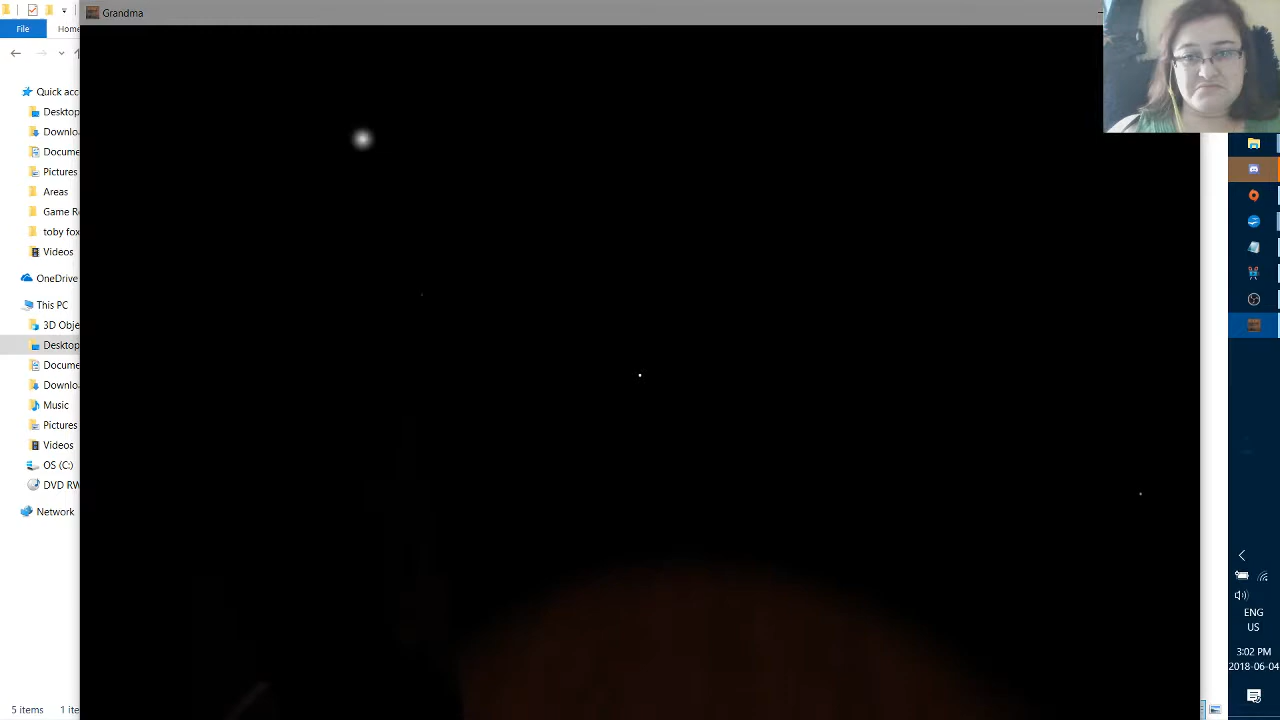 Grandma
File
Home
Quick acc
Desktop
Downlo
Docume
Pictures
Areas
Game Re
toby fox
Videos
OneDrive
This PC
3D Obje
Desktop
Docume
Downlo
Music
Pictures
Videos
OS (C:)
DVD RW
Network
5 items
1 ite
ENG
US
3:02 PM
2018-06-04